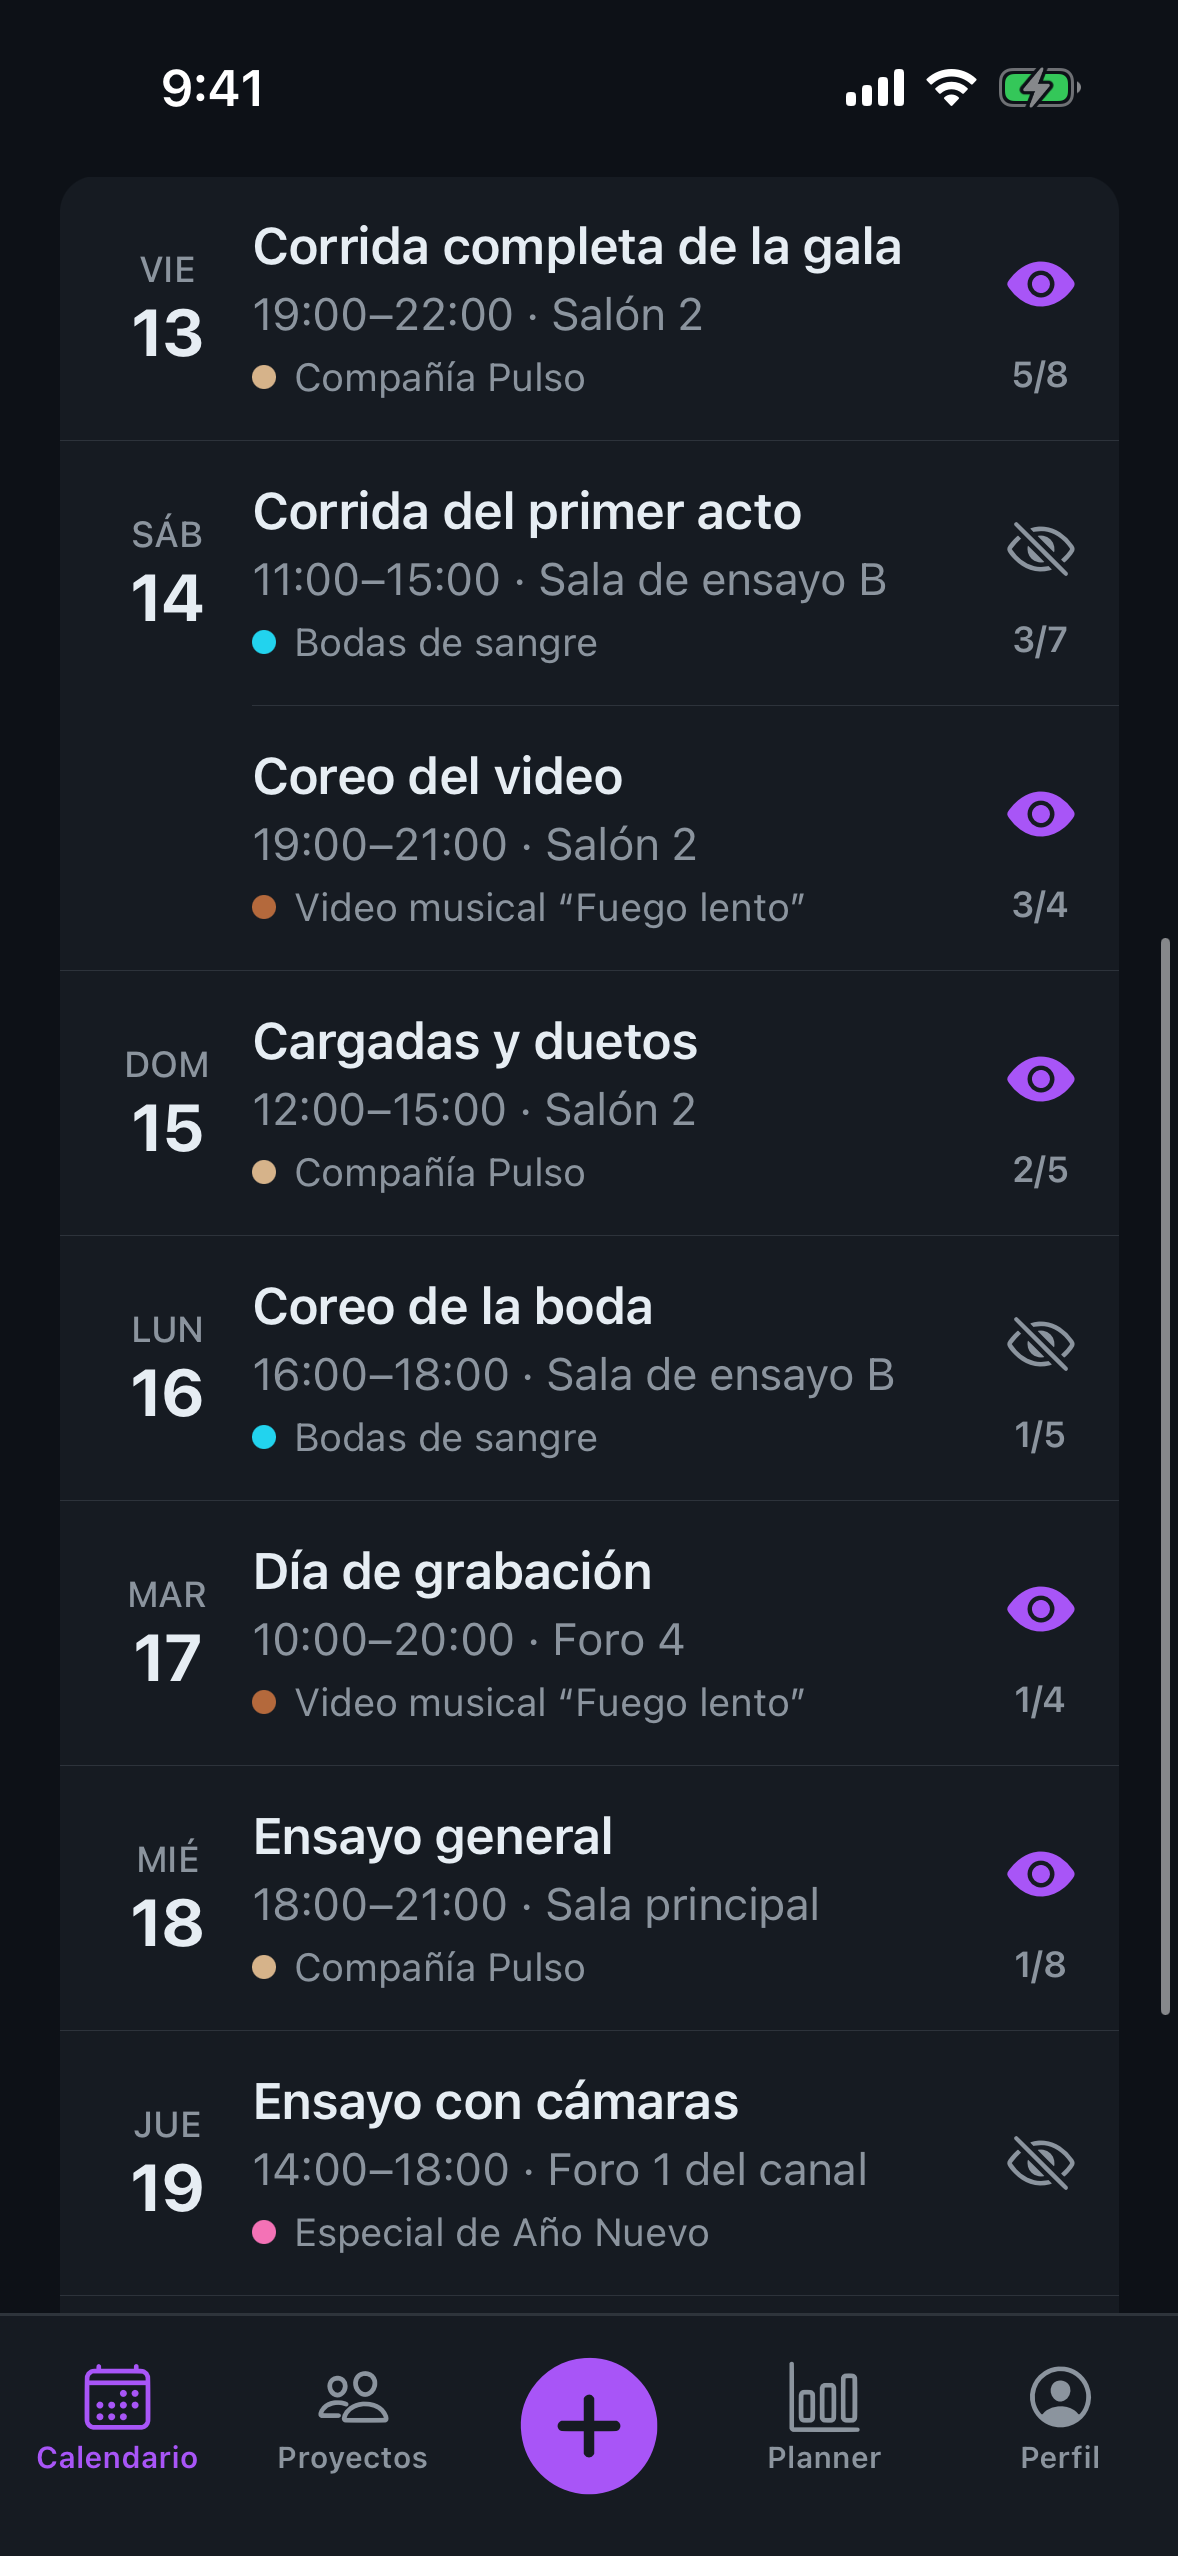 9:41
VIE
13
Corrida completa de la gala
19:00–22:00 · Salón 2
Compañía Pulso
5/8
SÁB
14
Corrida del primer acto
11:00–15:00 · Sala de ensayo B
Bodas de sangre
3/7
Coreo del video
19:00–21:00 · Salón 2
Video musical “Fuego lento”
3/4
DOM
15
Cargadas y duetos
12:00–15:00 · Salón 2
Compañía Pulso
2/5
LUN
16
Coreo de la boda
16:00–18:00 · Sala de ensayo B
Bodas de sangre
1/5
MAR
17
Día de grabación
10:00–20:00 · Foro 4
Video musical “Fuego lento”
1/4
MIÉ
18
Ensayo general
18:00–21:00 · Sala principal
Compañía Pulso
1/8
JUE
19
Ensayo con cámaras
14:00–18:00 · Foro 1 del canal
Especial de Año Nuevo
Calendario
Proyectos
Planner
Perfil